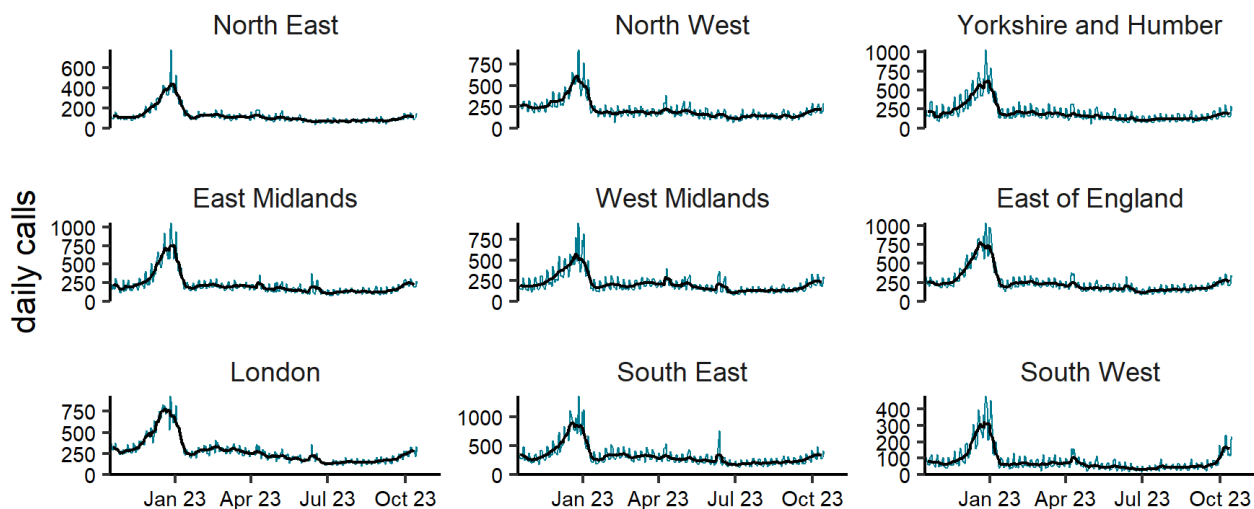 North East North West Yorkshire and Humber
600 750 1000
400 500 750
200 250 500
0 0 250
0
East Midlands West Midlands East of England
1000 750 1000
750 500 750
500 250 500
250 0 250
0 0
daily calls
London South East South West
750 1000 400
500 500 300
250 0 200
0 100
0
Jan 23 Apr 23 Jul 23 Oct 23 Jan 23 Apr 23 Jul 23 Oct 23 Jan 23 Apr 23 Jul 23 Oct 23